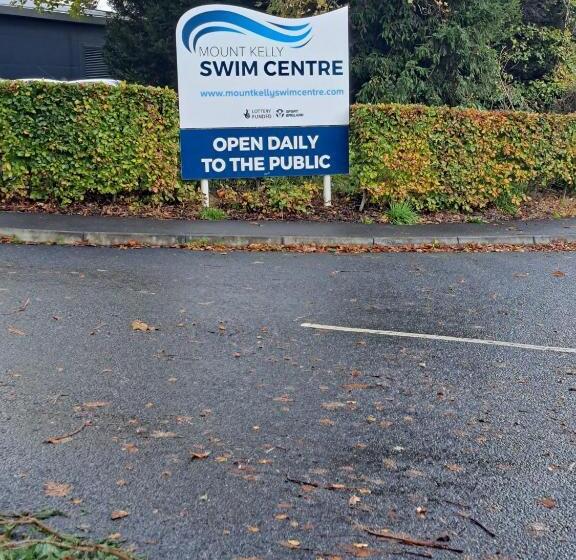 MOUNT KELLY
SWIM CENTRE
www.mountkellyswimcentre.com
LOTTERY FUNDED SPORT ENGLAND
OPEN DAILY
TO THE PUBLIC